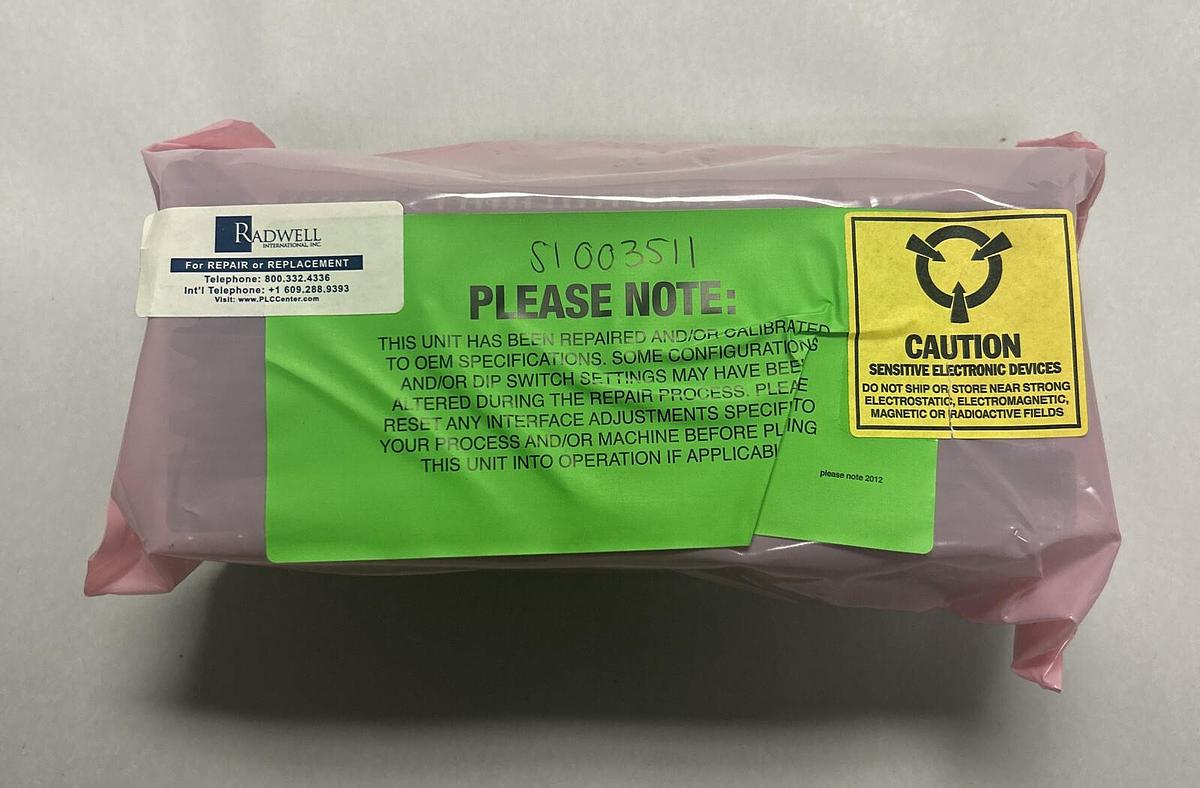 RADWELL
INTERNATIONAL, INC.
For REPAIR or REPLACEMENT
Telephone: 800.332.4336
Int'l Telephone: +1 609.288.9393
Visit: www.PLCCenter.com
S1003511
PLEASE NOTE:
THIS UNIT HAS BEEN REPAIRED AND/OR CALIBRATED
TO OEM SPECIFICATIONS. SOME CONFIGURATIONS
AND/OR DIP SWITCH SETTINGS MAY HAVE BEE
ALTERED DURING THE REPAIR PROCESS.
RESET ANY INTERFACE ADJUSTMENTS TO
YOUR PROCESS AND/OR MACHINE BEFORE
THIS UNIT INTO OPERATION IF
please note 2012
CAUTION
SENSITIVE ELECTRONIC DEVICES
DO NOT SHIP OR STORE NEAR STRONG
ELECTROSTATIC, ELECTROMAGNETIC,
MAGNETIC OR RADIOACTIVE FIELDS